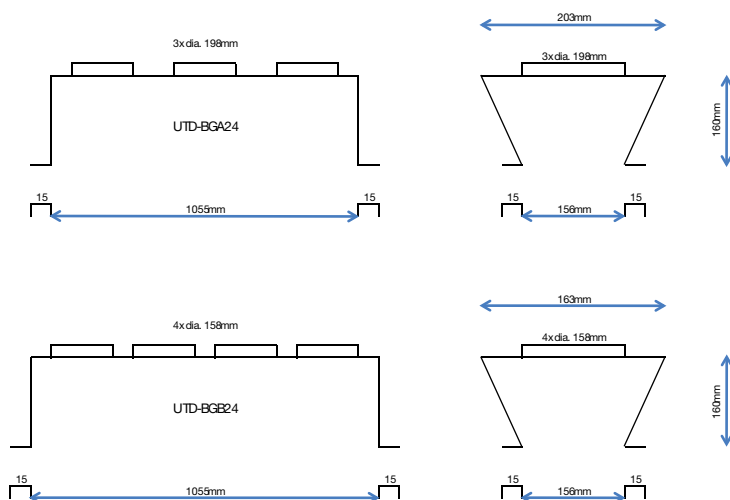 203mm
3x dia. 198mm
3x dia. 198mm
UTD-BGA24
160mm
15
15
15
15
1055mm
156mm
163mm
4x dia. 158mm
4x dia. 158mm
UTD-BGB24
160mm
15
15
15
15
1055mm
156mm